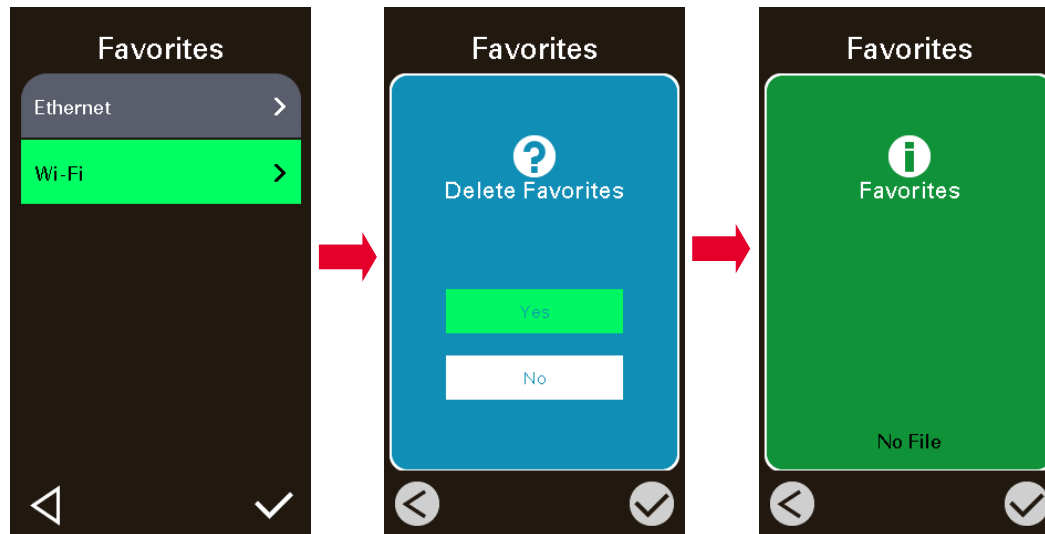 Favorites
Ethernet
Wi-Fi
Favorites
Delete Favorites
Yes
No
Favorites
Favorites
No File